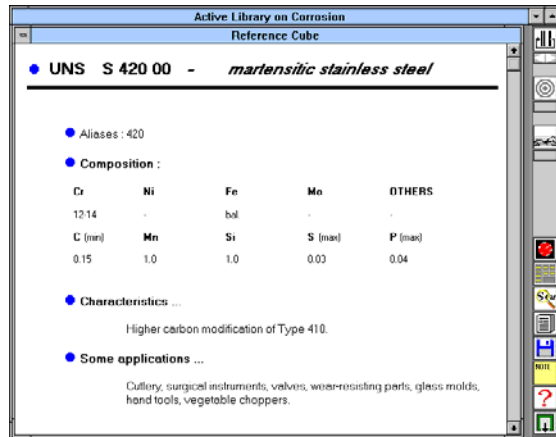 Active Library on Corrosion
Reference Cube
UNS S 420 00 - martensitic stainless steel
Aliases : 420
Composition :
Cr Ni Fe Mo OTHERS
12-14 - bal - -
C (min) Mn Si S (max) P (max)
0.15 1.0 1.0 0.03 0.04
Characteristics ...
Higher carbon modification of Type 410.
Some applications ...
Cutlery, surgical instruments, valves, wear-resisting parts, glass molds,
hand tools, vegetable choppers.
NOTE
?